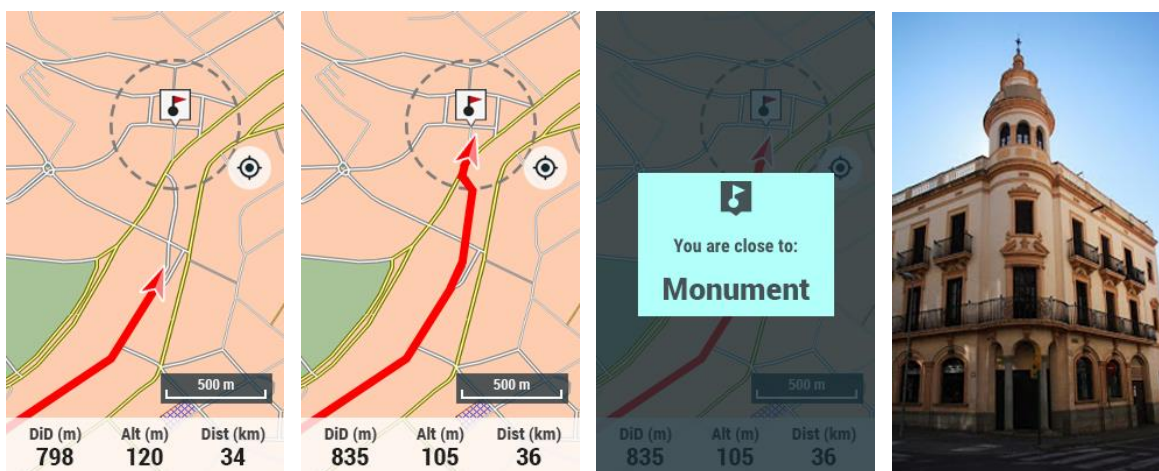 500 m
DiD (m) Alt (m) Dist (km)
798 120 34
500 m
DiD (m) Alt (m) Dist (km)
835 105 36
You are close to:
Monument
500 m
DiD (m) Alt (m) Dist (km)
835 105 36